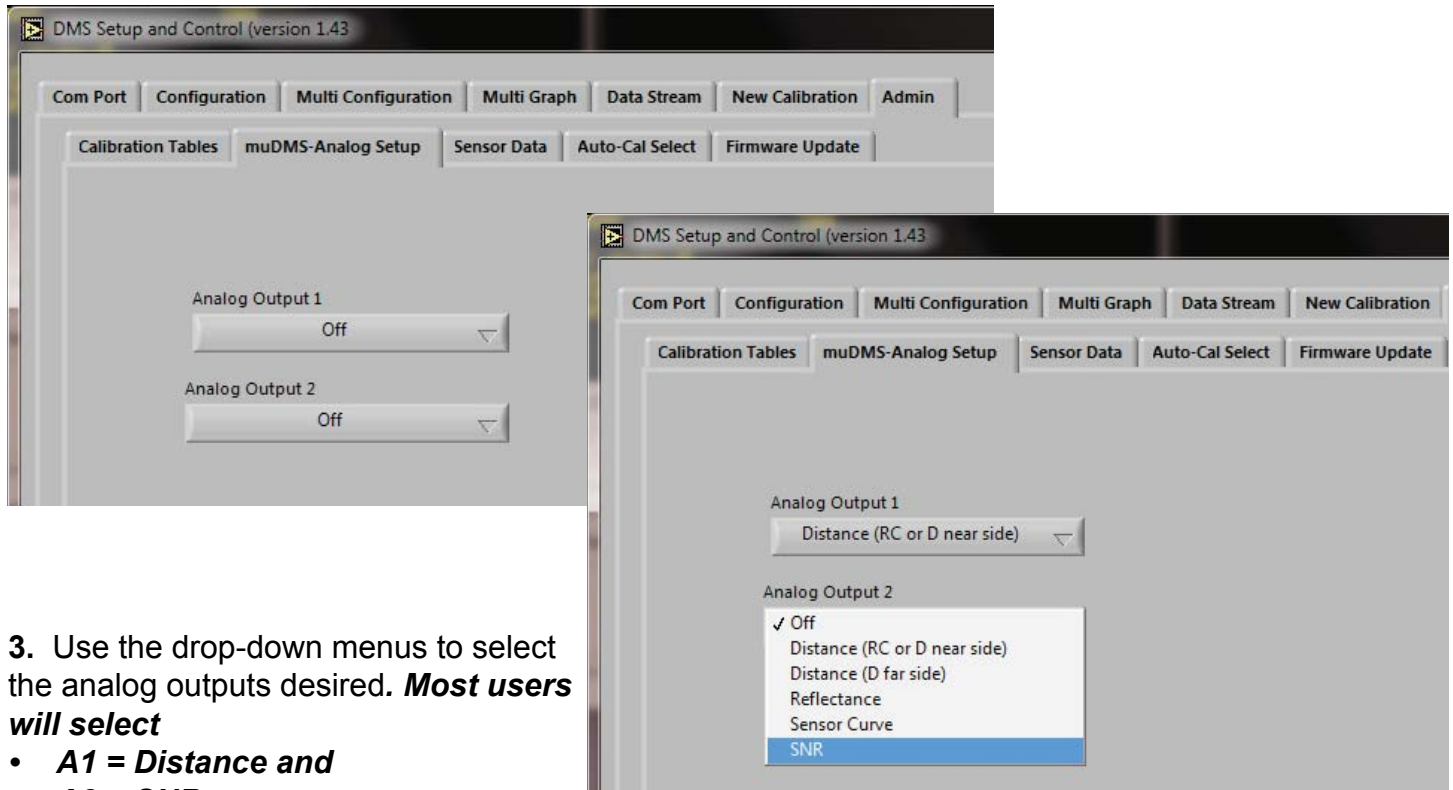 DMS Setup and Control (version 1.43
Com Port Configuration Multi Configuration Multi Graph Data Stream New Calibration Admin
Calibration Tables muDMS-Analog Setup Sensor Data Auto-Cal Select Firmware Update
Analog Output 1
Off
Analog Output 2
Off
DMS Setup and Control (version 1.43
Com Port Configuration Multi Configuration Multi Graph Data Stream New Calibration
Calibration Tables muDMS-Analog Setup Sensor Data Auto-Cal Select Firmware Update
Analog Output 1
Distance (RC or D near side)
Analog Output 2
✓ Off
Distance (RC or D near side)
Distance (D far side)
Reflectance
Sensor Curve
SNR
3. Use the drop-down menus to select
the analog outputs desired. Most users
will select
• A1 = Distance and